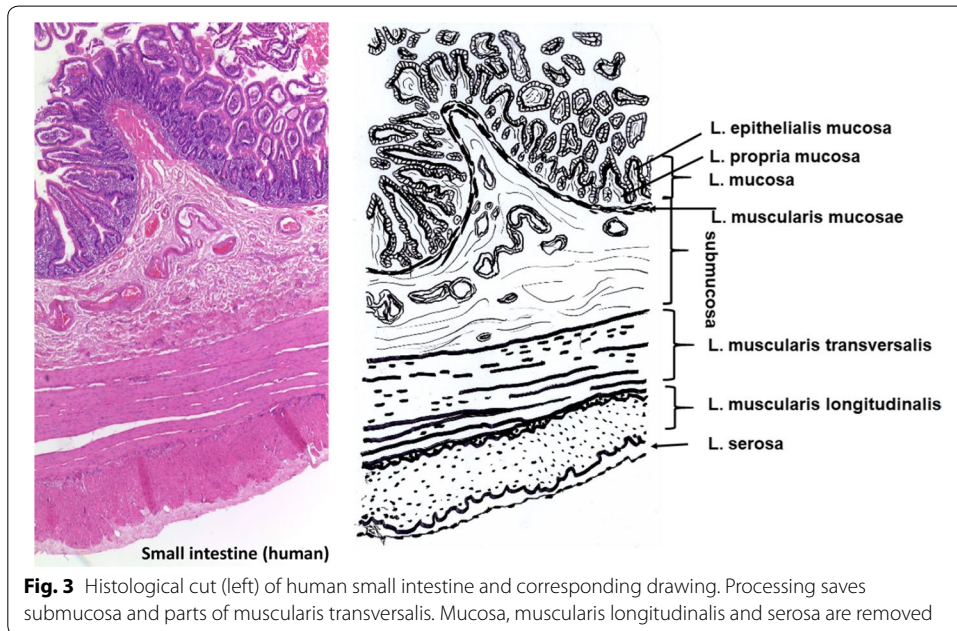 L. epithelialis mucosa
L. propria mucosa
L. mucosa
L. muscularis mucosae
submucosa
L. muscularis transversalis
L. muscularis longitudinalis
L. serosa
Small intestine (human)
Fig. 3 Histological cut (left) of human small intestine and corresponding drawing. Processing saves
submucosa and parts of muscularis transversalis. Mucosa, muscularis longitudinalis and serosa are removed